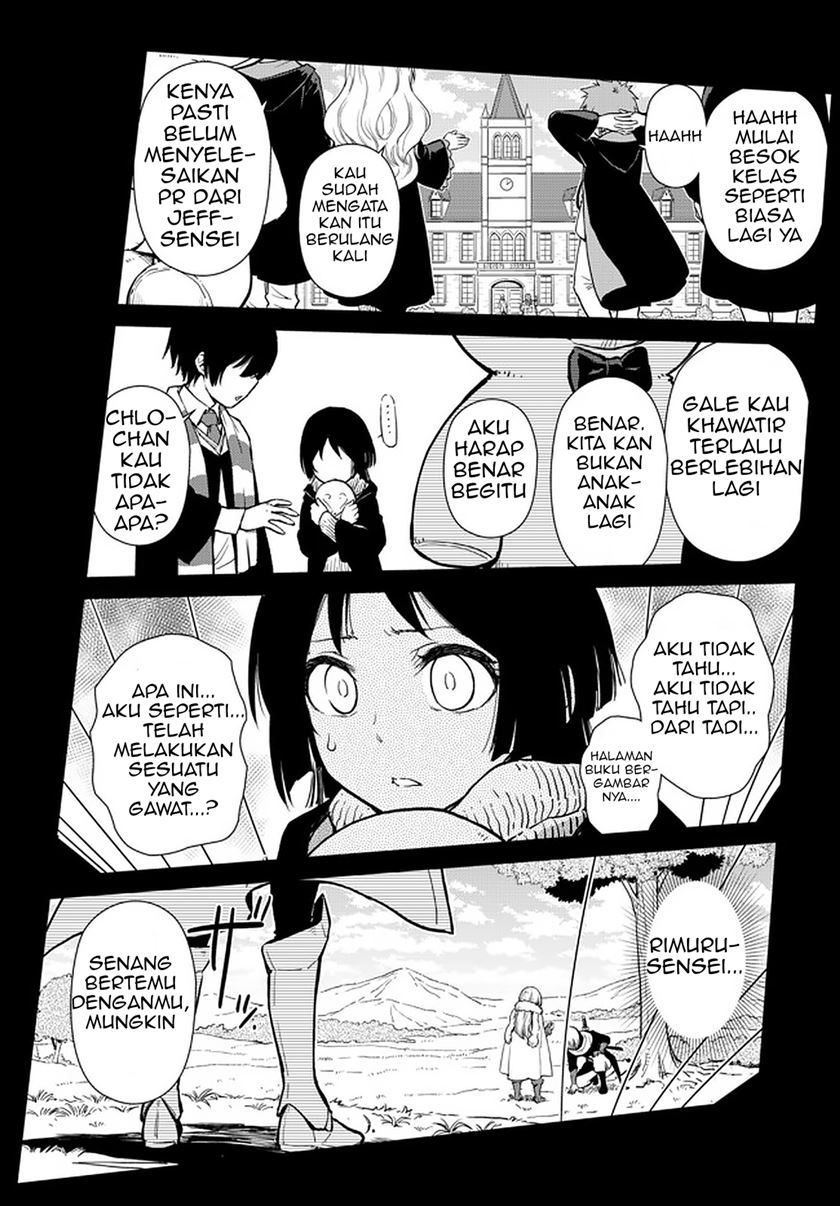 HAAHH
MULAI
BESOK
KELAS
SEPERTI
BIASA
LAGI YA
HAAHH
KAU
SUDAH
MENGATA
KAN ITU
BERULANG
KALI
KENYA
PASTI
BELUM
MENYELE-
SAIKAN
PR DARI
JEFF-
SENSEI
GALE KAU
KHAWATIR
TERLALU
BERLEBIHAN
LAGI
BENAR.
KITA KAN
BUKAN
ANAK-
ANAK
LAGI
AKU
HARAP
BENAR
BEGITU
...
CHLO-
CHAN
KAU
TIDAK
APA-
APA?
AKU TIDAK
TAHU...
AKU TIDAK
TAHU TAPI..
DARI TADI...
HALAMAN
BUKU BER-
GAMBAR
NYA....
APA INI...
AKU SEPERTI...
TELAH
MELAKUKAN
SESUATU
YANG
GAWAT...?
RIMURU-
SENSEI...
SENANG
BERTEMU
DENGANMU,
MUNGKIN